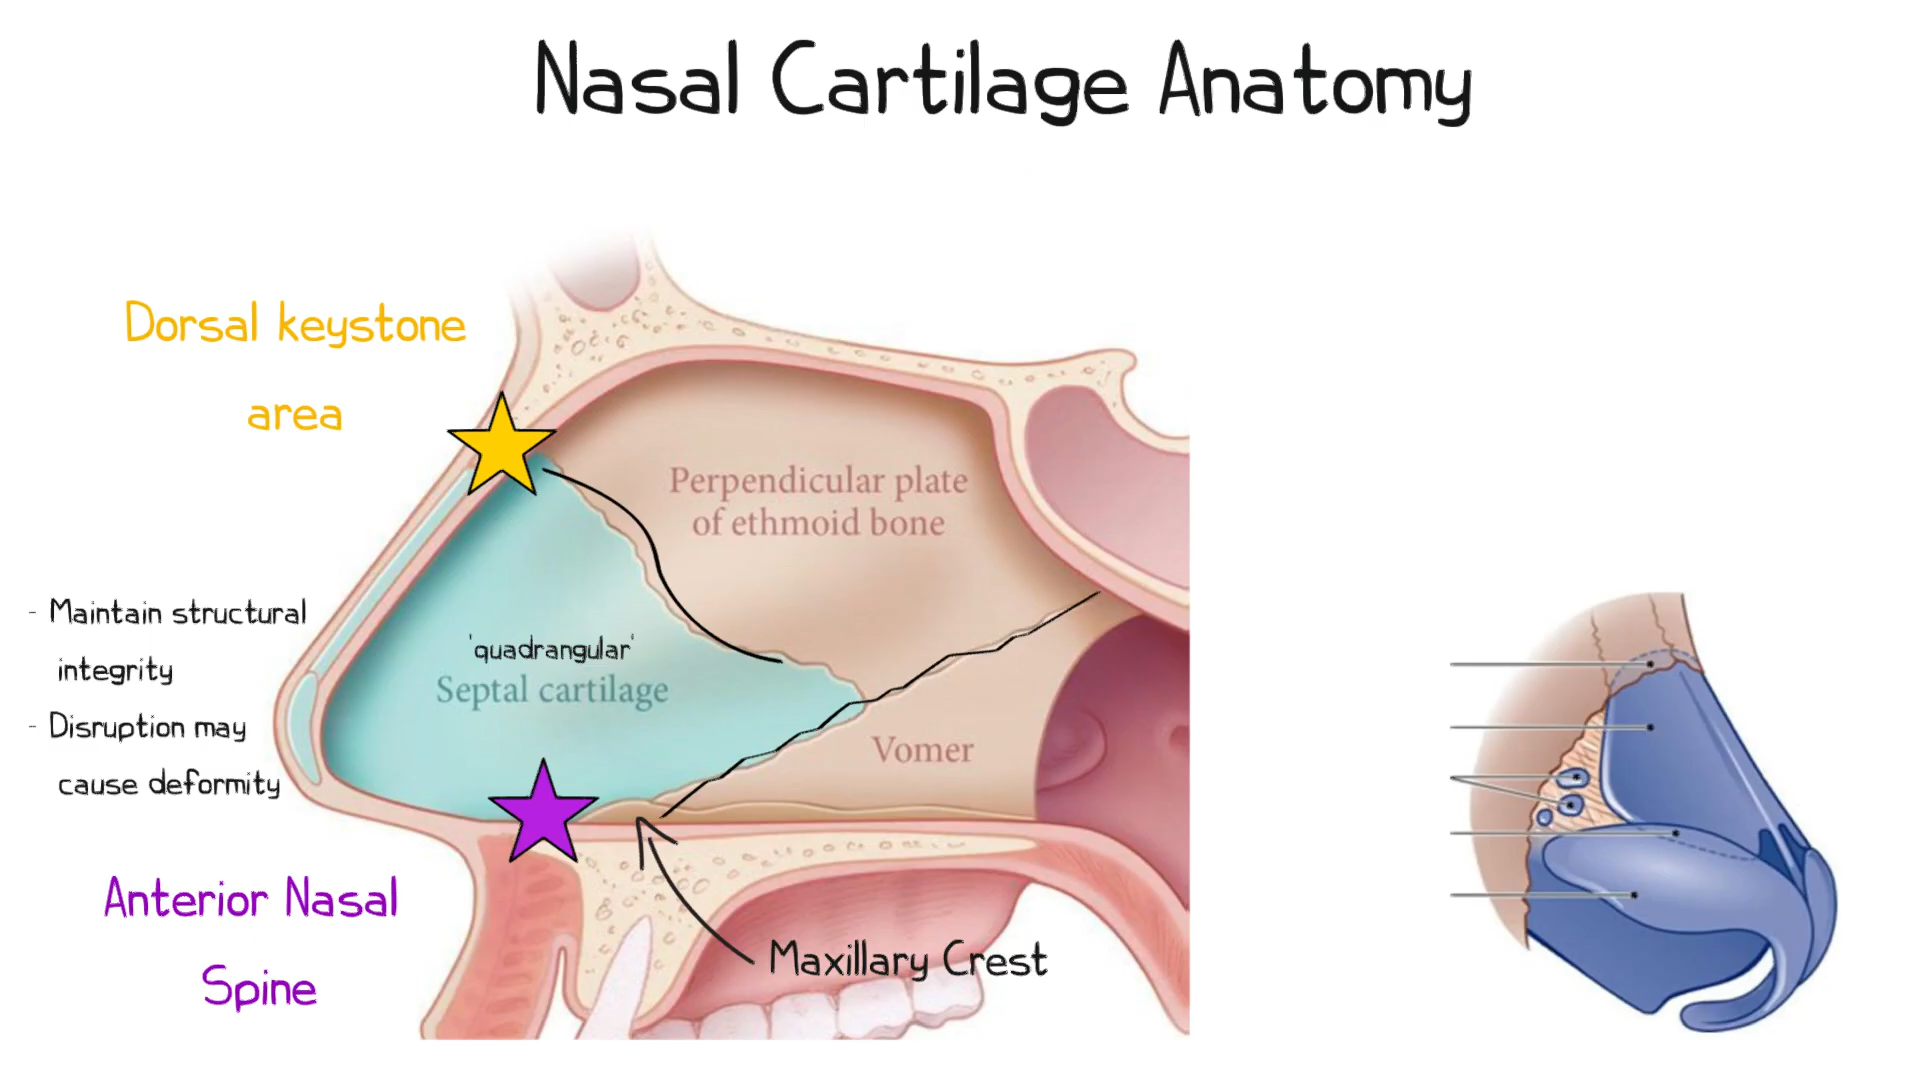 Nasal Cartilage Anatomy
Dorsal keystone
area
Perpendicular plate
of ethmoid bone
- Maintain structural
integrity
- Disruption may
cause deformity
'quadrangular'
Septal cartilage
Vomer
Anterior Nasal
Spine
Maxillary Crest